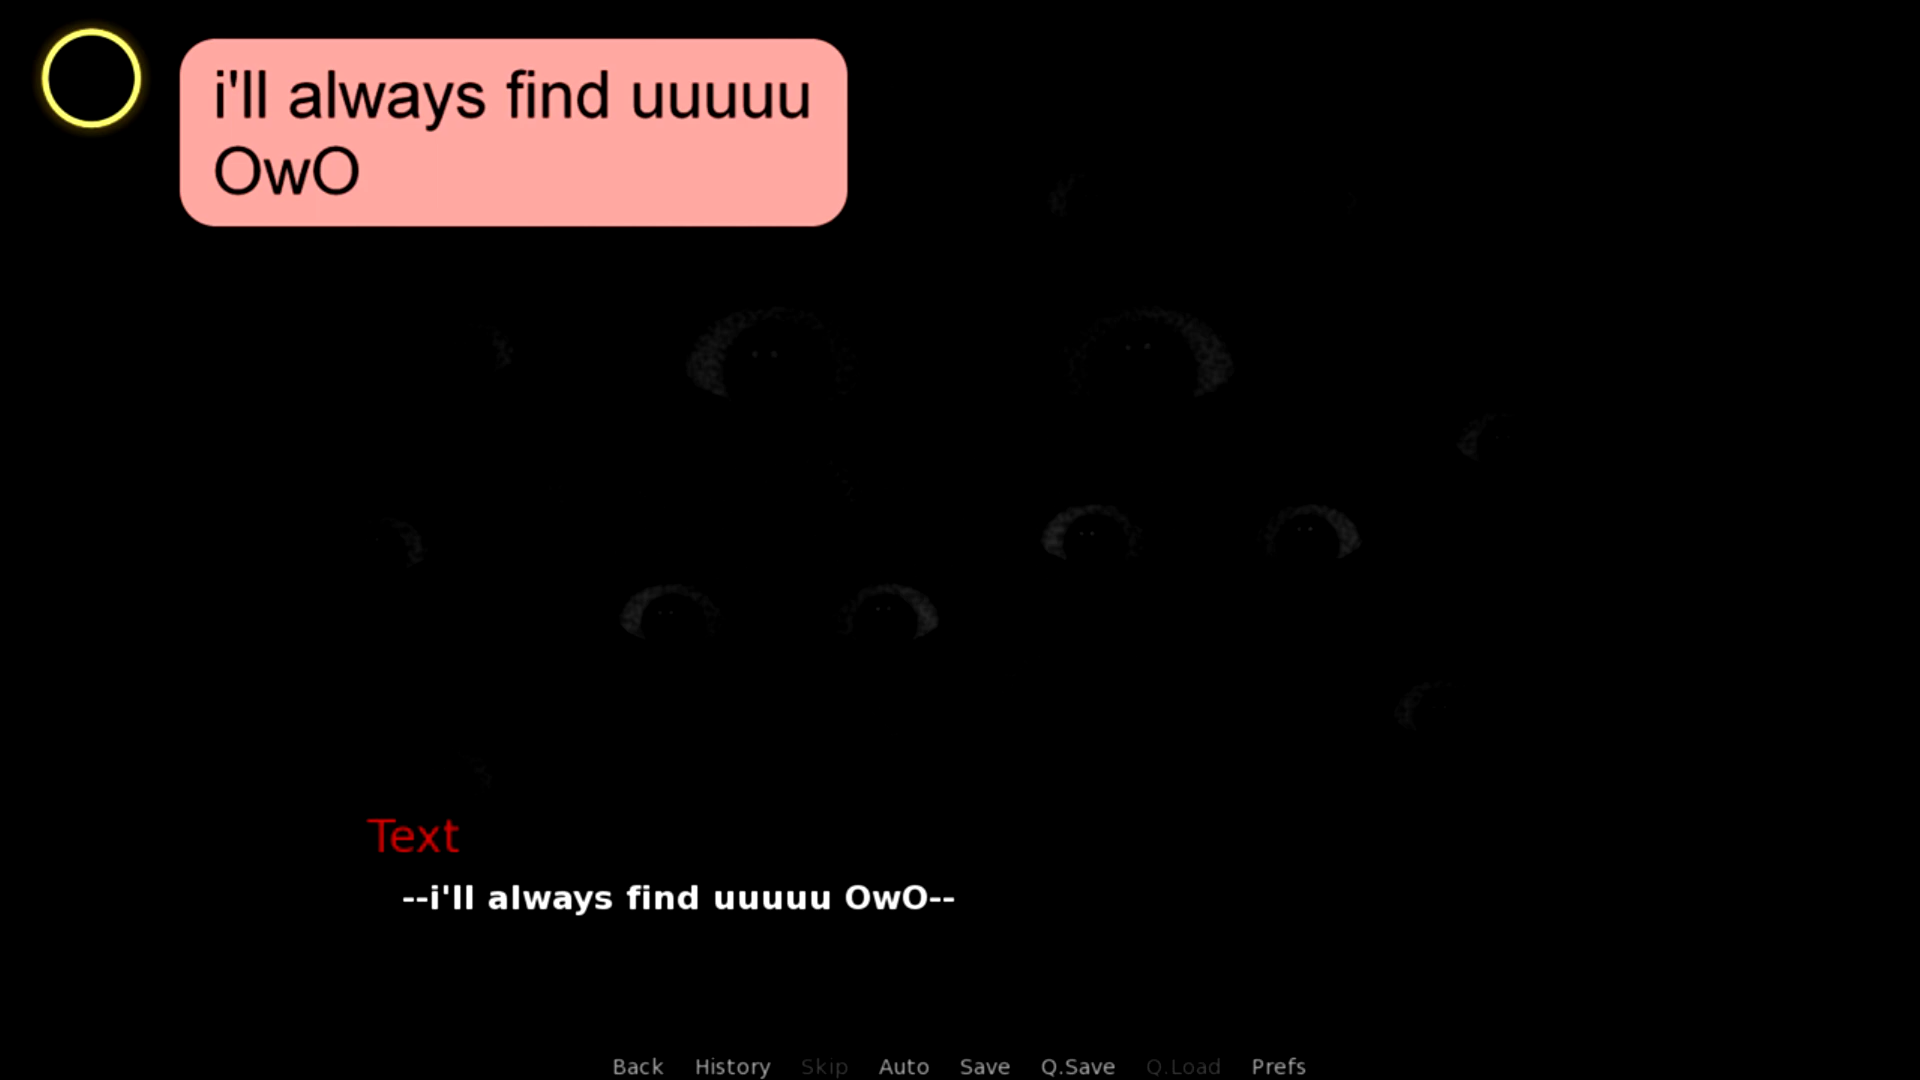 i'll always find uuuuu
OwO
Text
--i'll always find uuuuu OwO--
Back History Skip Auto Save Q.Save Q.Load Prefs